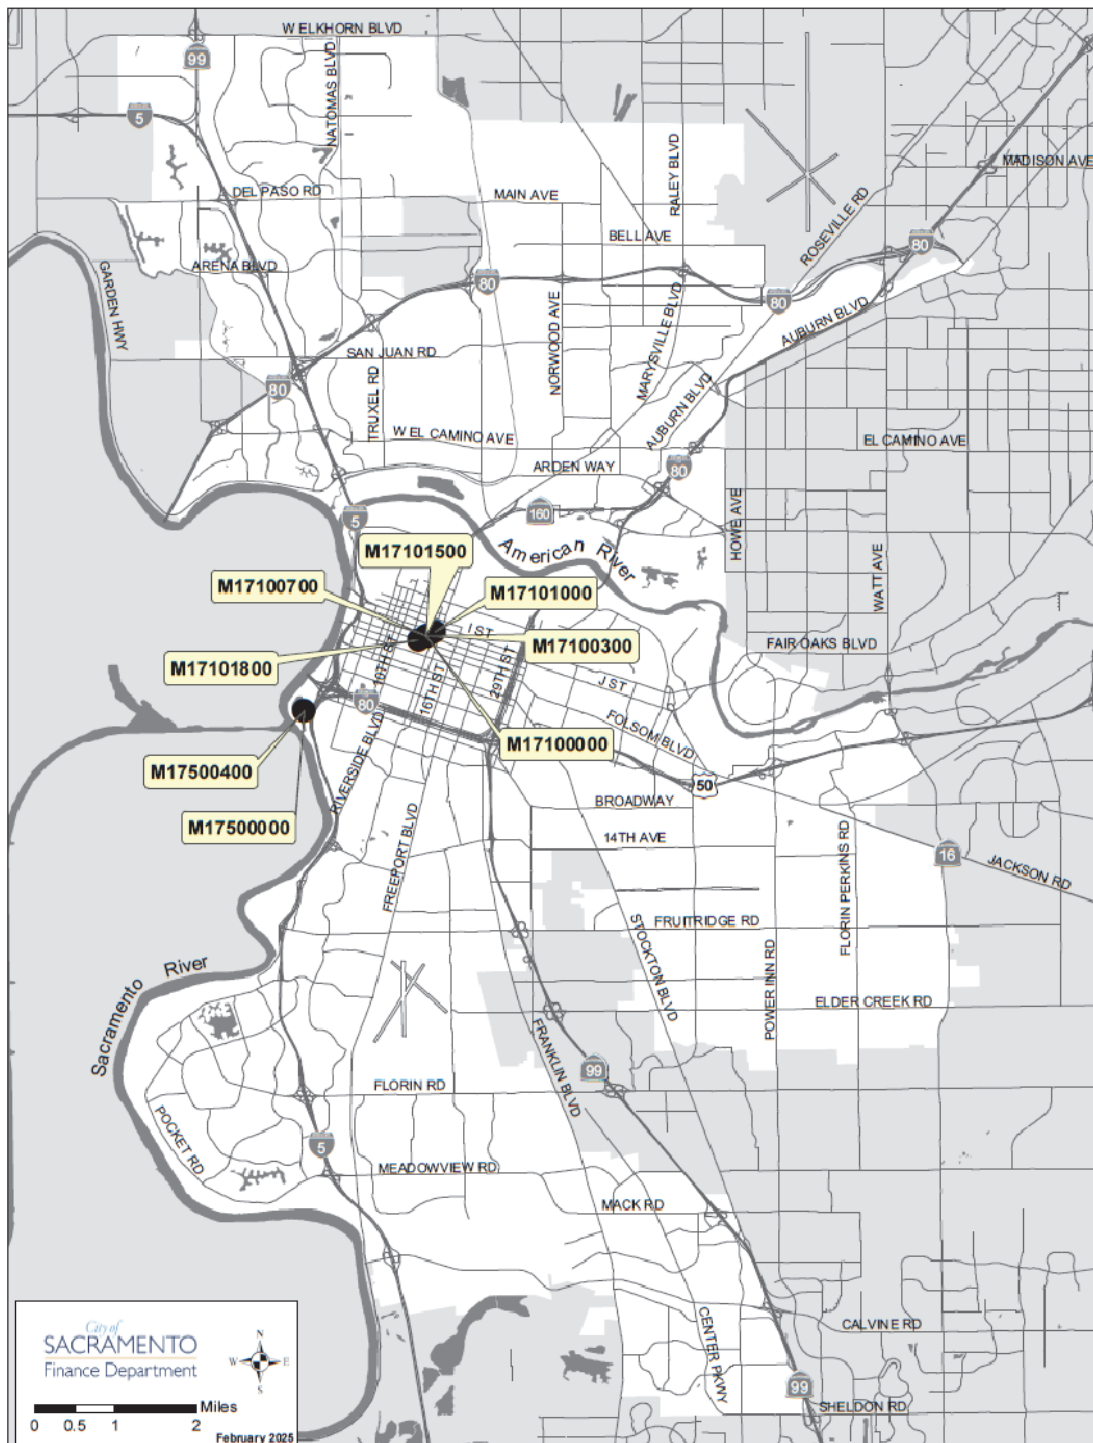 W ELKHORN BLVD
99
NATOMAS BLVD
5
RALEY BLVD
MADISON AVE
DEL PASO RD
MAIN AVE
ROSEVILLE RD
BELL AVE
80
ARENA BLVD
GARDEN HWY
80
80
NORWOOD AVE
MARYSVILLE BLVD
AUBURN BLVD
SAN JUAN RD
80
TRUXEL RD
AUBURN BLVD
W EL CAMINO AVE
EL CAMINO AVE
ARDEN WAY
80
HOWE AVE
160
5
American River
WATT AVE
M17101500
M17100700
M17101000
I ST
M17100300
FAIR OAKS BLVD
M17101800
10TH ST
16TH ST
29TH ST
J ST
80
FOLSOM BLVD
M17100000
M17500400
RIVERSIDE BLVD
50
BROADWAY
M17500000
14TH AVE
FREEPORT BLVD
FLORIN PERKINS RD
16
JACKSON RD
FRUITRIDGE RD
STOCKTON BLVD
POWER INN RD
Sacramento River
ELDER CREEK RD
FRANKLIN BLVD
99
FLORIN RD
POCKET RD
5
MEADOWVIEW RD
MACK RD
CENTER PKWY
CALVINE RD
99
SHELDON RD
City of
SACRAMENTO
Finance Department
N
W E
S
Miles
0 0.5 1 2
February 2025